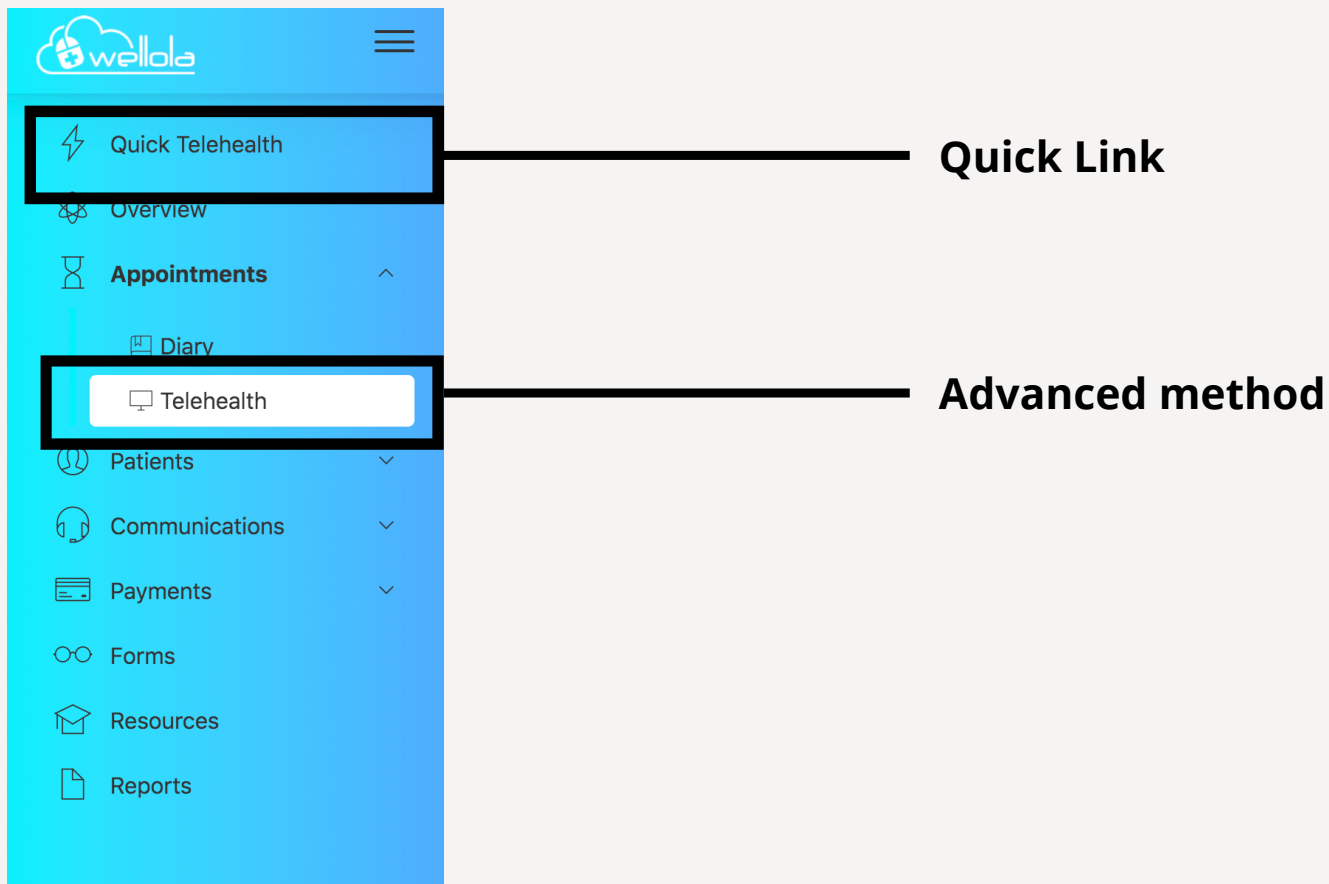 wellola
Quick Telehealth
Quick Link
Overview
Appointments
Diary
Telehealth
Advanced method
Patients
Communications
Payments
Forms
Resources
Reports